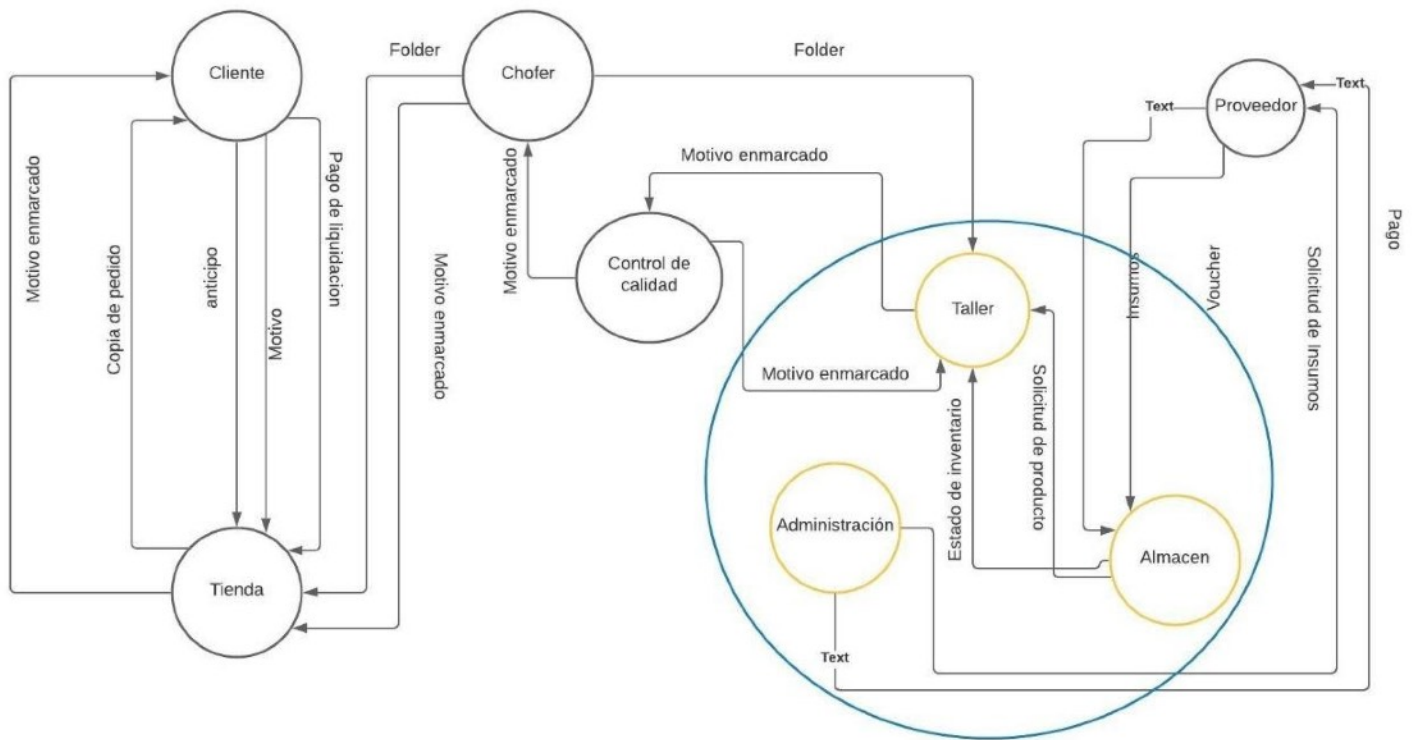 Folder
Folder
Cliente
Chofer
Text
Text
Proveedor
Motivo enmarcado
Copia de pedido
anticipo
Motivo
Pago de liquidacion
Motivo enmarcado
Motivo enmarcado
Motivo enmarcado
Control de
calidad
Taller
Insumos
Voucher
Solicitud de Insumos
Pago
Motivo enmarcado
Estado de inventario
Solicitud de producto
Administración
Almacen
Tienda
Text